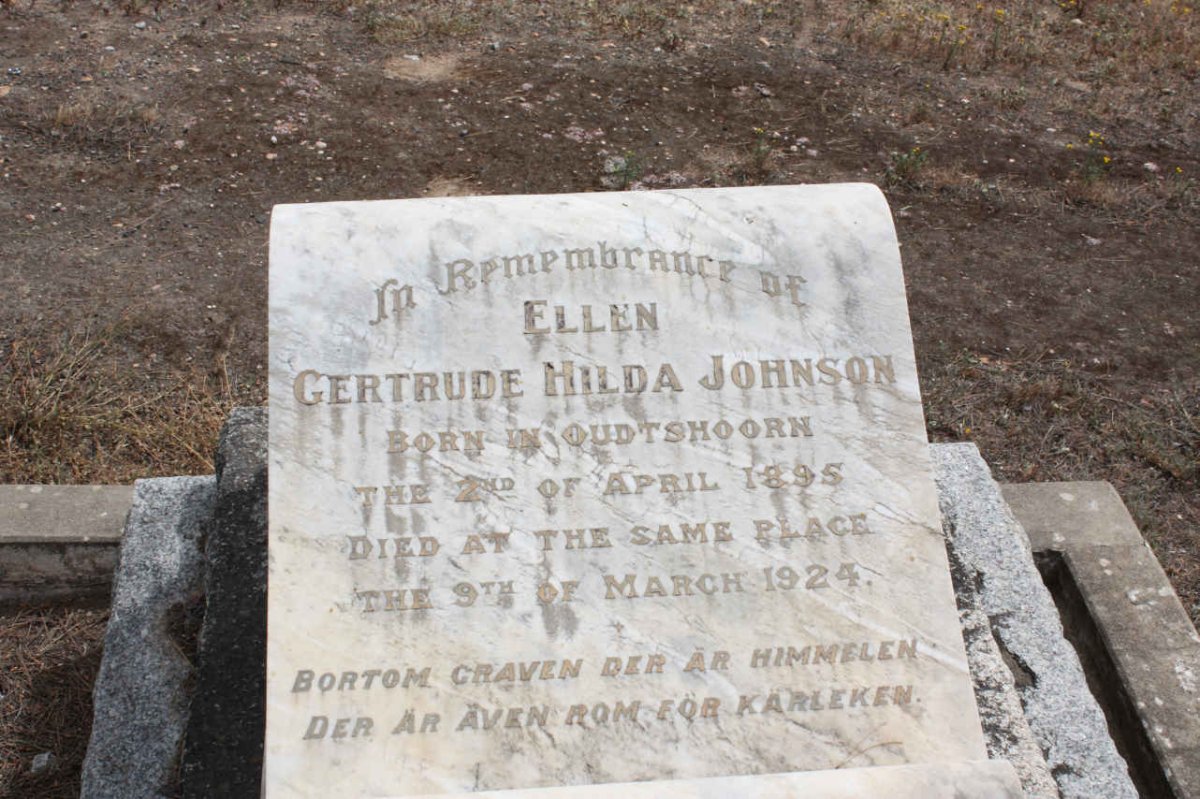 In Remembrance of
ELLEN
GERTRUDE HILDA JOHNSON
BORN IN OUDTSHOORN
THE 2ND OF APRIL 1895
DIED AT THE SAME PLACE
THE 9TH OF MARCH 1924.
BORTOM GRAVEN DER ÄR HIMMELEN
DER ÄR ÄVEN ROM FÖR KÄRLEKEN.